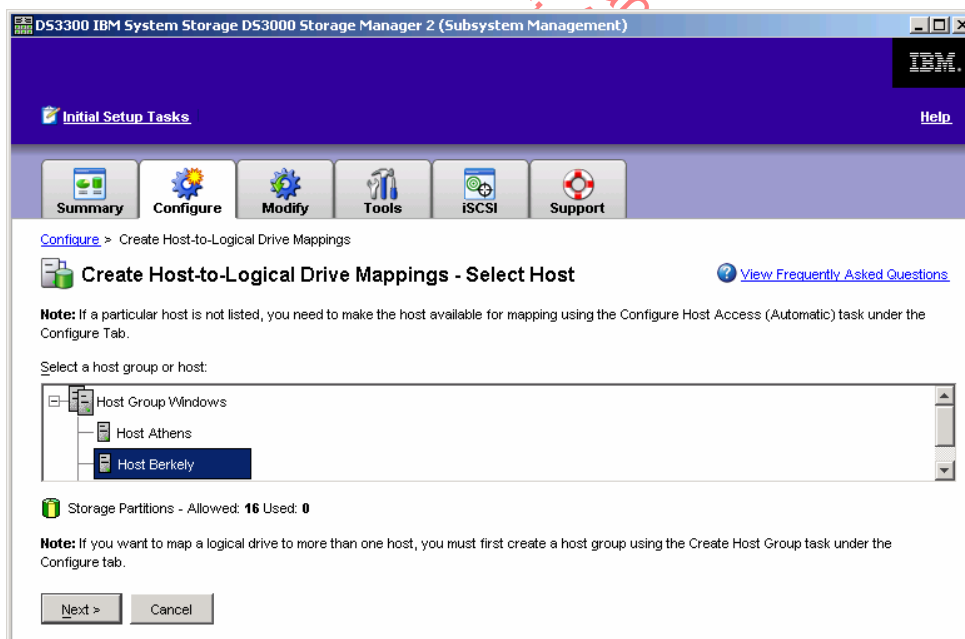 DS3300 IBM System Storage DS3000 Storage Manager 2 (Subsystem Management)
IBM.
Initial Setup Tasks
Help
Summary
Configure
Modify
Tools
iSCSI
Support
Configure > Create Host-to-Logical Drive Mappings
Create Host-to-Logical Drive Mappings - Select Host
View Frequently Asked Questions
Note: If a particular host is not listed, you need to make the host available for mapping using the Configure Host Access (Automatic) task under the
Configure Tab.
Select a host group or host:
Host Group Windows
Host Athens
Host Berkely
Storage Partitions - Allowed: 16 Used: 0
Note: If you want to map a logical drive to more than one host, you must first create a host group using the Create Host Group task under the
Configure tab.
Next >
Cancel